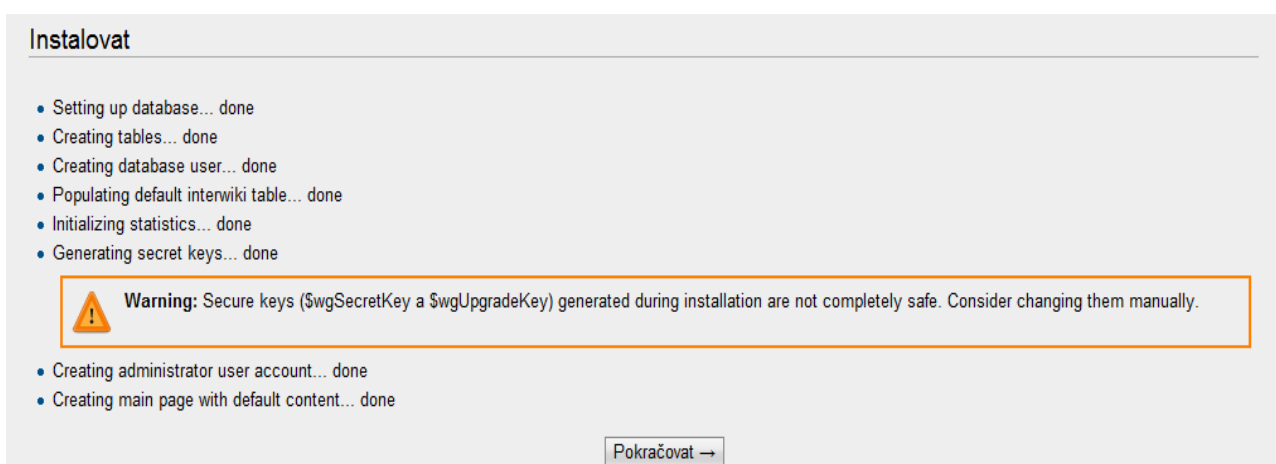 Instalovat
Setting up database... done
Creating tables... done
Creating database user... done
Populating default interwiki table... done
Initializing statistics... done
Generating secret keys... done
Warning: Secure keys ($wgSecretKey a $wgUpgradeKey) generated during installation are not completely safe. Consider changing them manually.
Creating administrator user account... done
Creating main page with default content... done
Pokračovat →